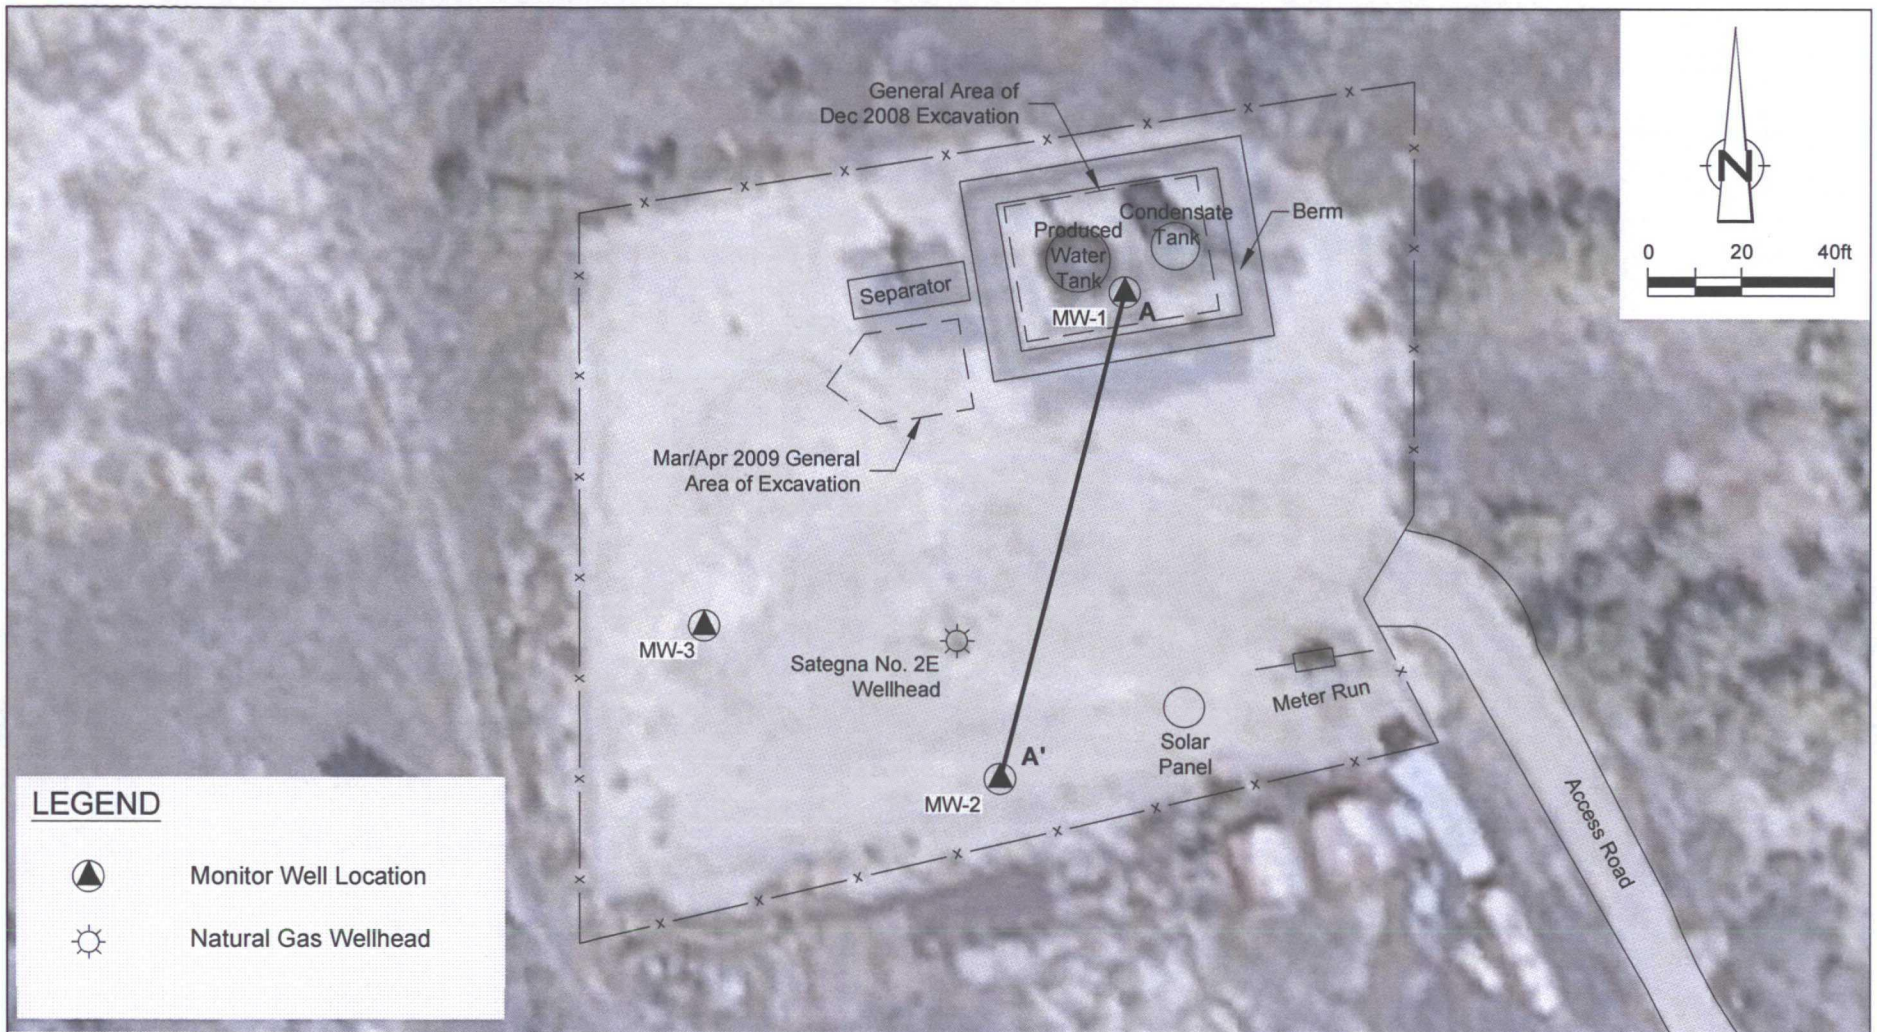 General Area of
Dec 2008 Excavation
N
0 20 40ft
Berm
Condensate
Tank
Produced
Water
Tank
Separator
MW-1
A
Mar/Apr 2009 General
Area of Excavation
MW-3
Sategna No. 2E
Wellhead
Meter Run
Solar
Panel
A'
MW-2
Access Road
LEGEND
Monitor Well Location
Natural Gas Wellhead